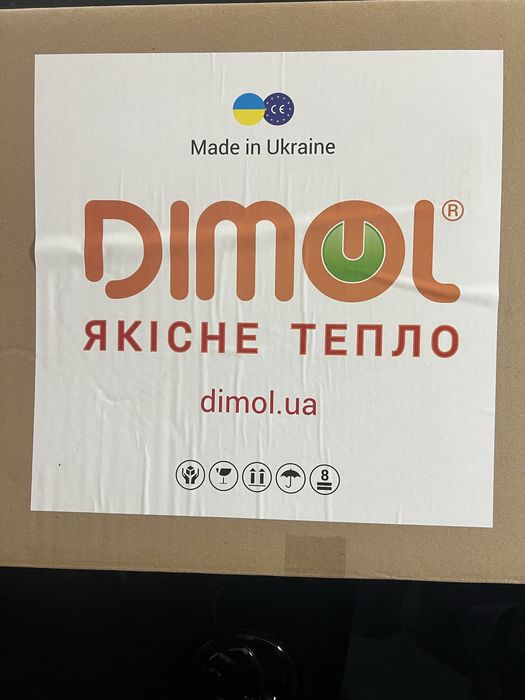 CE
Made in Ukraine
DIMOL®
ЯКІСНЕ ТЕПЛО
dimol.ua
8